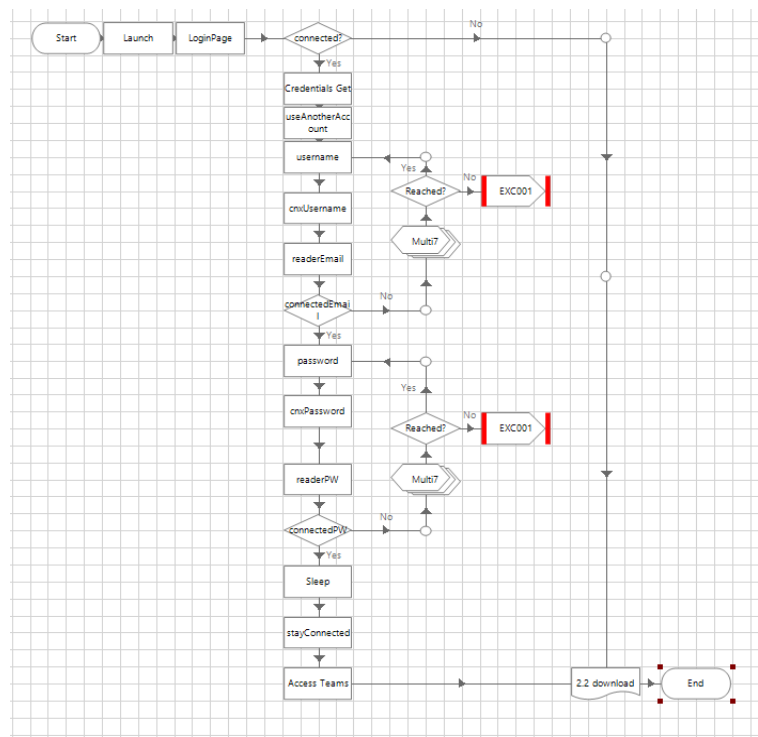 No
Start
Launch
LoginPage
connected?
Yes
Credentials Get
useAnotherAcc
ount
username
Yes
Reached?
No
EXC001
cnxUsername
Multi7
readerEmail
connectedEmai
l
No
Yes
password
Yes
cnxPassword
Reached?
No
EXC001
readerPW
Multi7
connectedPW
No
Yes
Sleep
stayConnected
Access Teams
2.2 download
End